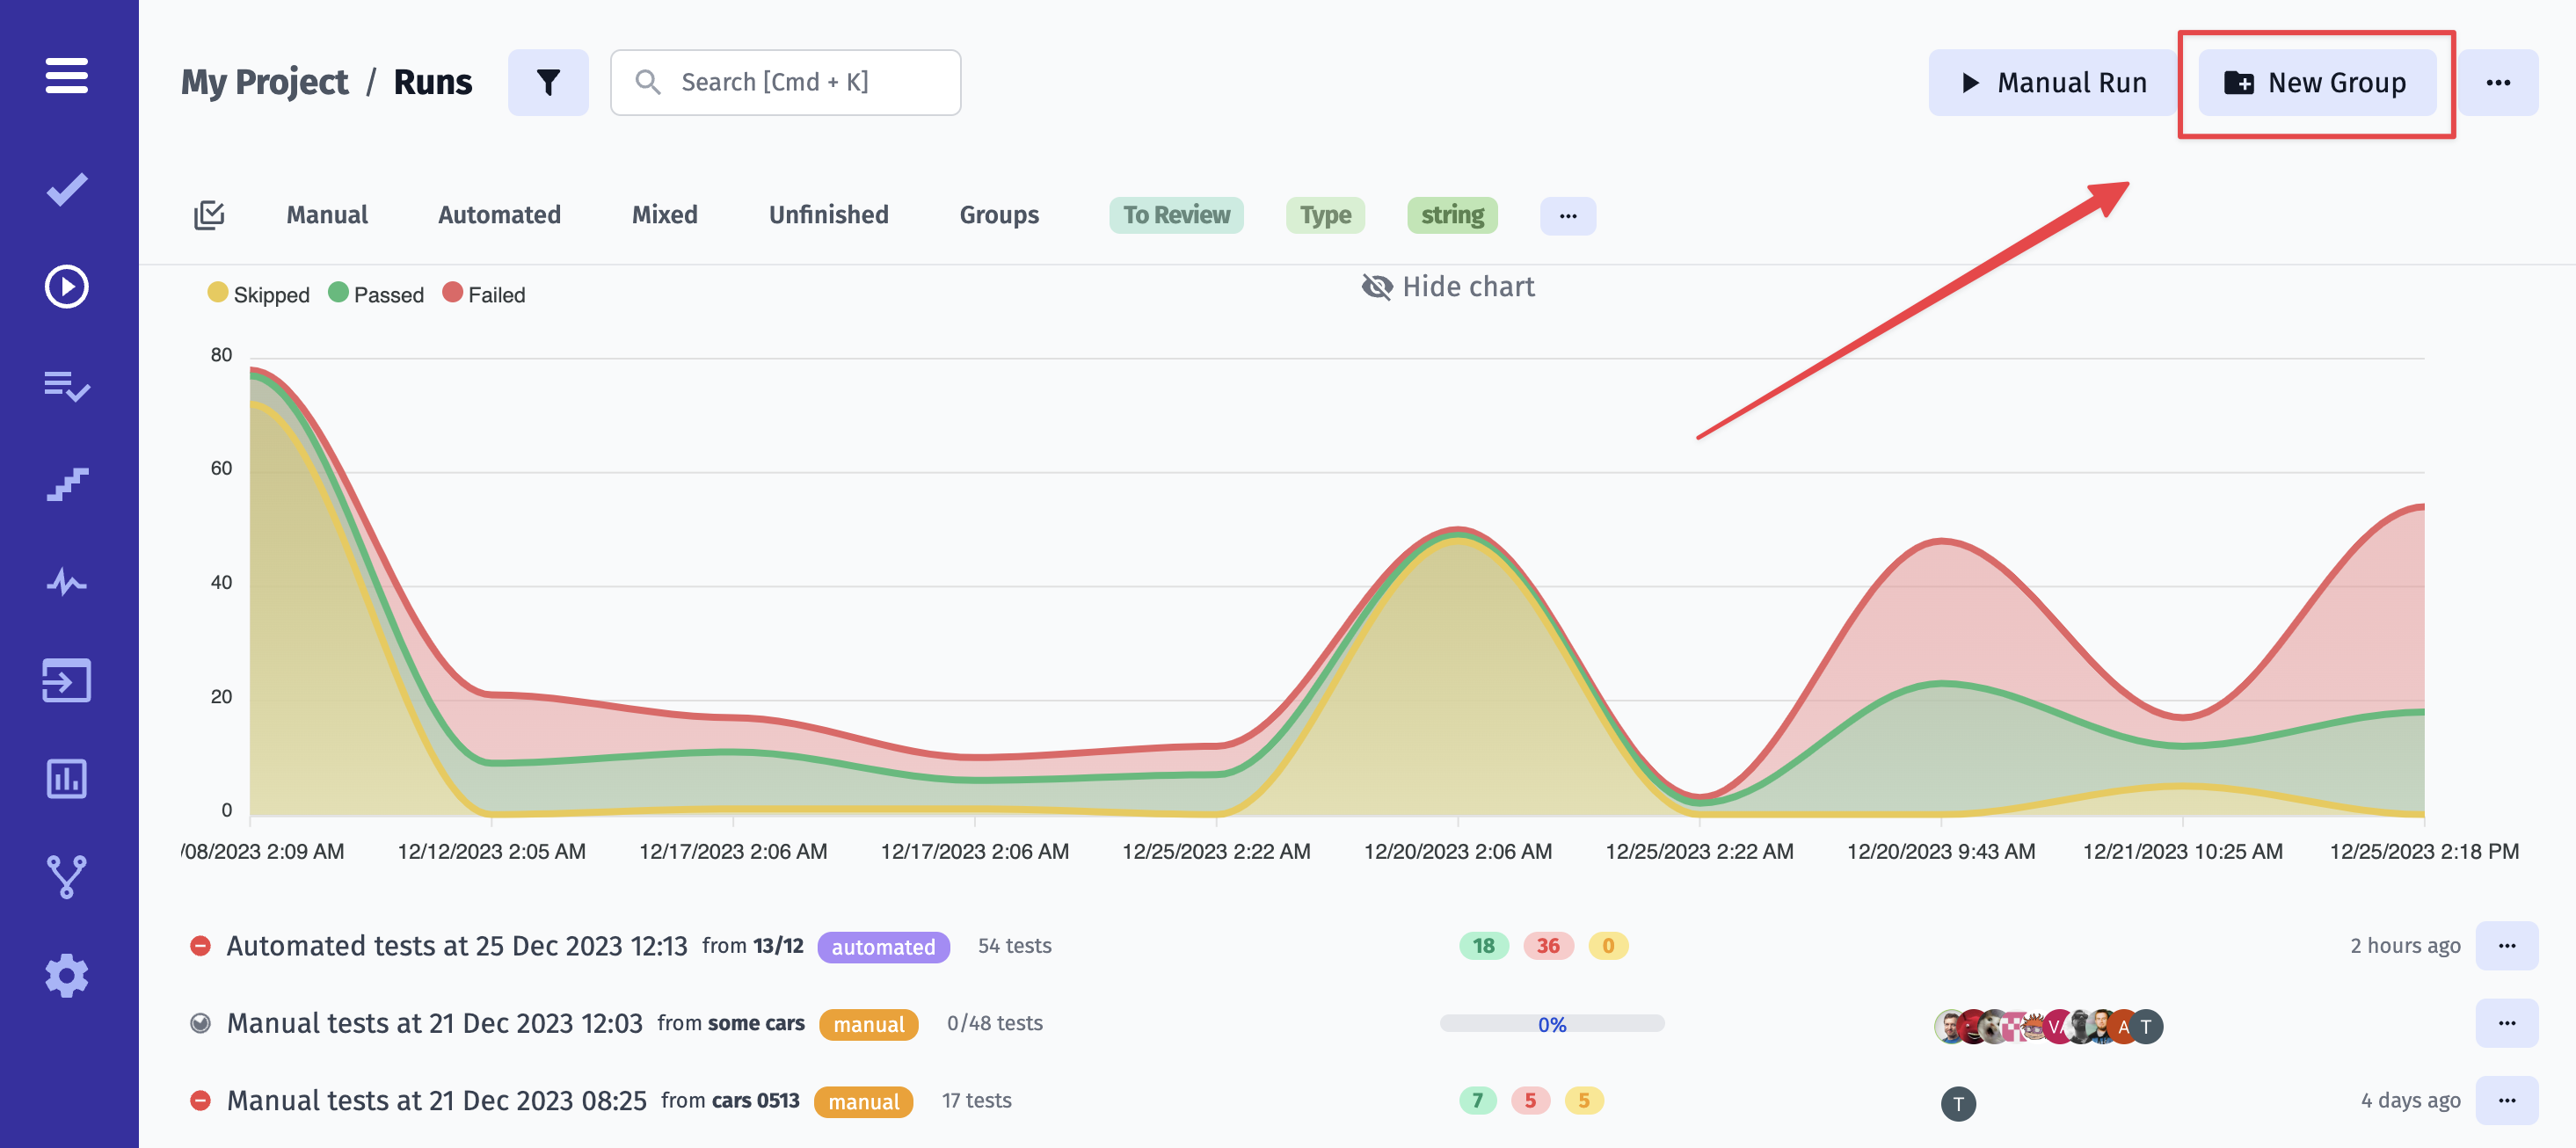 My Project / Runs
Search [Cmd + K]
Manual Run
New Group
Manual Automated Mixed Unfinished Groups To Review Type string
Skipped Passed Failed
Hide chart
80
60
40
20
0
/08/2023 2:09 AM 12/12/2023 2:05 AM 12/17/2023 2:06 AM 12/17/2023 2:06 AM 12/25/2023 2:22 AM 12/20/2023 2:06 AM 12/25/2023 2:22 AM 12/20/2023 9:43 AM 12/21/2023 10:25 AM 12/25/2023 2:18 PM
Automated tests at 25 Dec 2023 12:13 from 13/12 automated 54 tests 18 36 0 2 hours ago
Manual tests at 21 Dec 2023 12:03 from some cars manual 0/48 tests 0% A T
Manual tests at 21 Dec 2023 08:25 from cars 0513 manual 17 tests 7 5 5 T 4 days ago